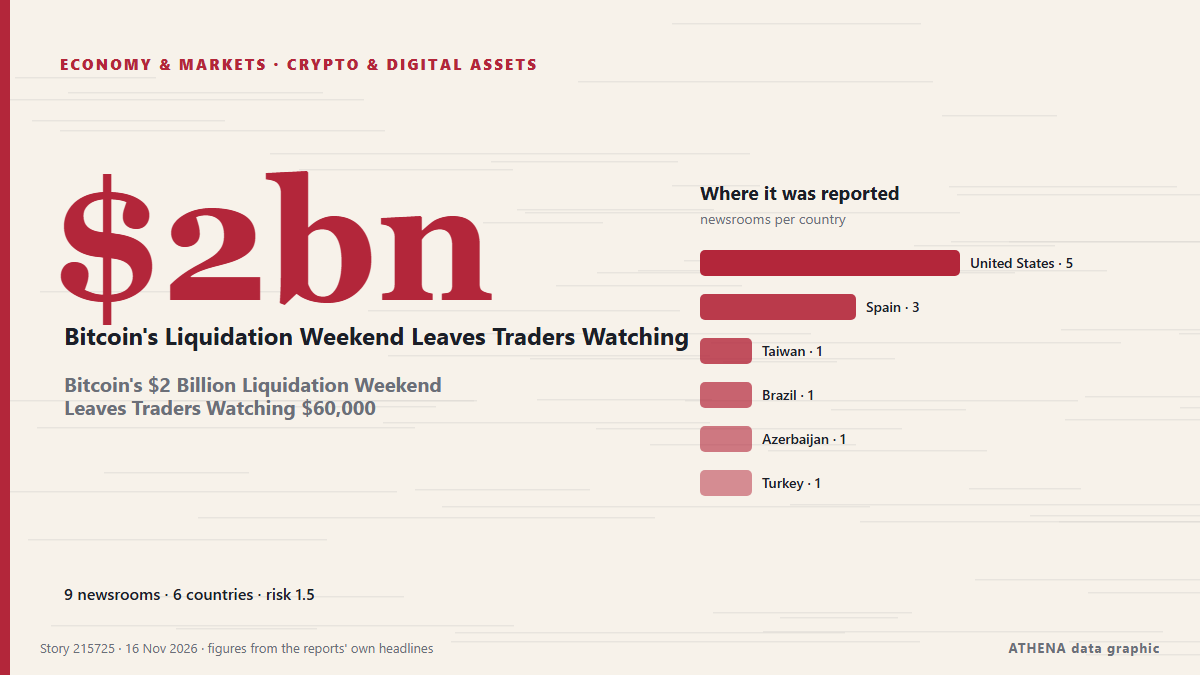 ECONOMY & MARKETS · CRYPTO & DIGITAL ASSETS
$2bn
Bitcoin's Liquidation Weekend Leaves Traders Watching
Bitcoin's $2 Billion Liquidation Weekend
Leaves Traders Watching $60,000
Where it was reported
newsrooms per country
United States · 5
Spain · 3
Taiwan · 1
Brazil · 1
Azerbaijan · 1
Turkey · 1
9 newsrooms · 6 countries · risk 1.5
Story 215725 · 16 Nov 2026 · figures from the reports' own headlines
ATHENA data graphic